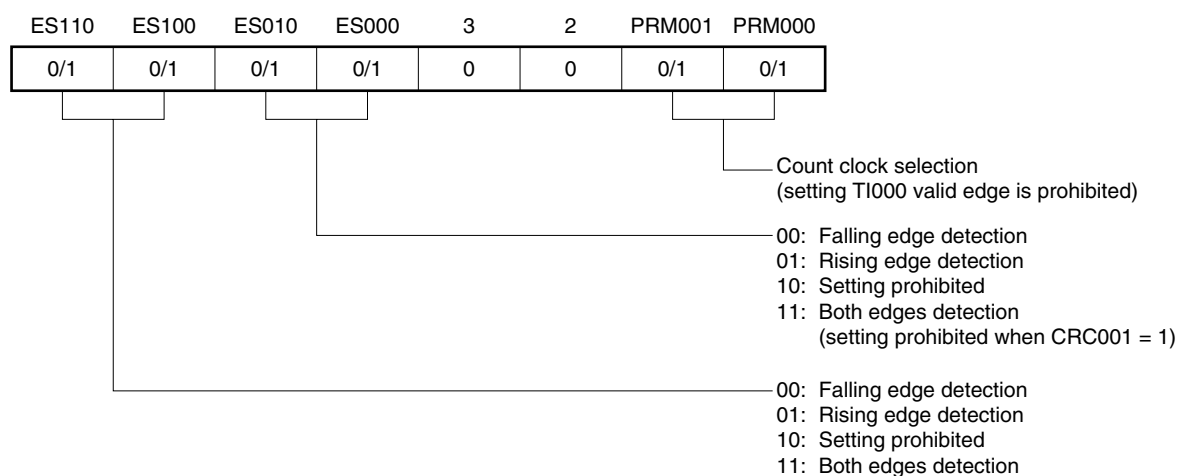 ES110 ES100 ES010 ES000 3 2 PRM001 PRM000
0/1 0/1 0/1 0/1 0 0 0/1 0/1
Count clock selection
(setting TI000 valid edge is prohibited)
00: Falling edge detection
01: Rising edge detection
10: Setting prohibited
11: Both edges detection
(setting prohibited when CRC001 = 1)
00: Falling edge detection
01: Rising edge detection
10: Setting prohibited
11: Both edges detection